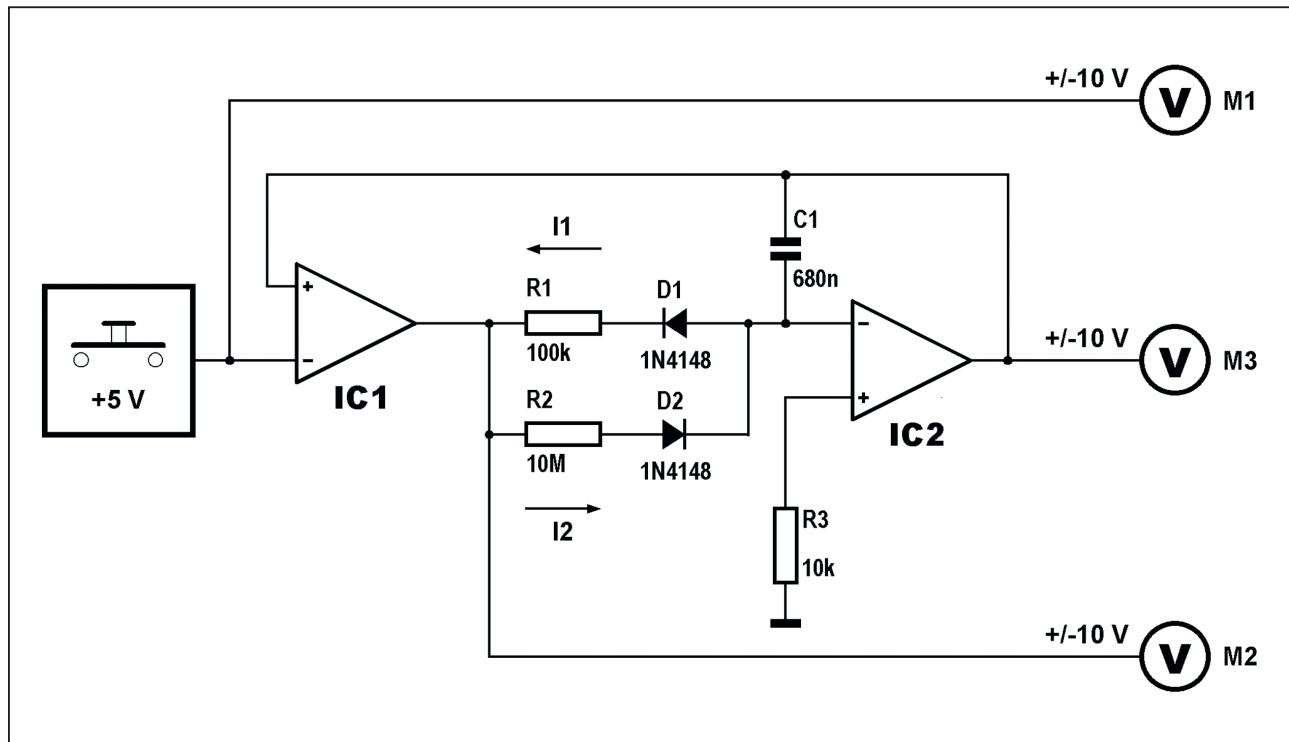 +/-10 V
V
M1
I1
C1
680n
+
-
+5 V
IC1
R1
100k
D1
1N4148
R2
10M
D2
1N4148
I2
-
+
IC2
R3
10k
+/-10 V
V
M3
+/-10 V
V
M2